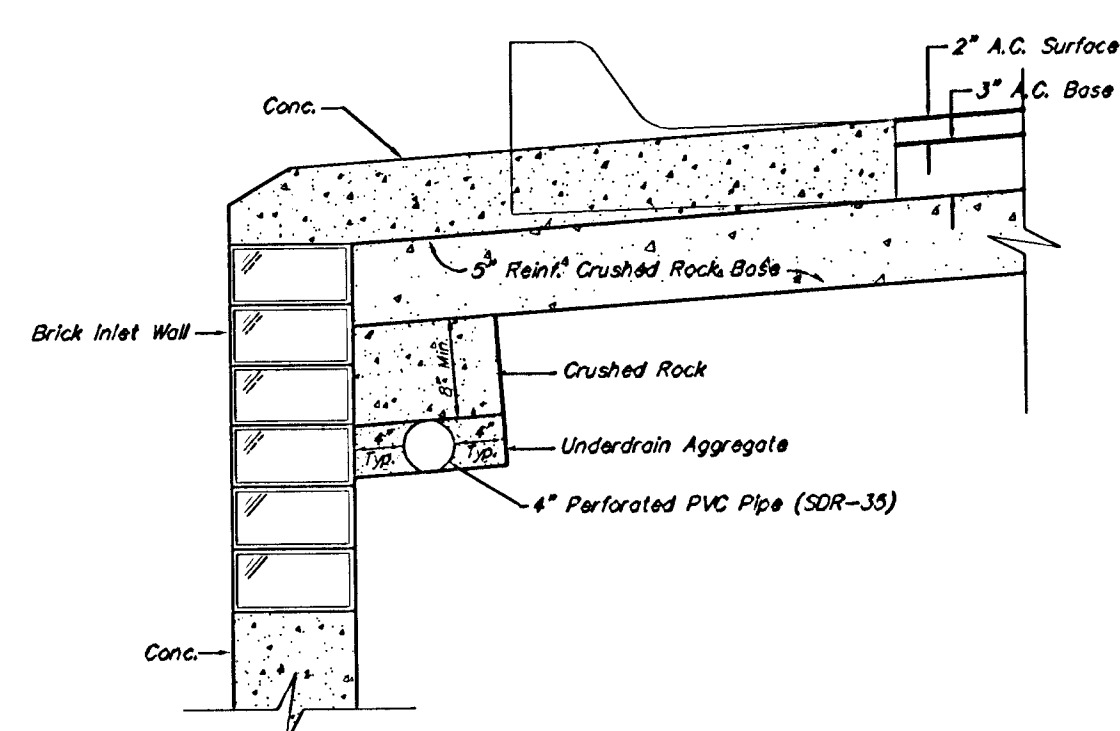 2" A.C. Surface
3" A.C. Base
Conc.
5" Reinf. Crushed Rock Base
Brick Inlet Wall
8" Min.
Crushed Rock
4" Typ.
4" Typ.
Underdrain Aggregate
4" Perforated PVC Pipe (SDR-35)
Conc.